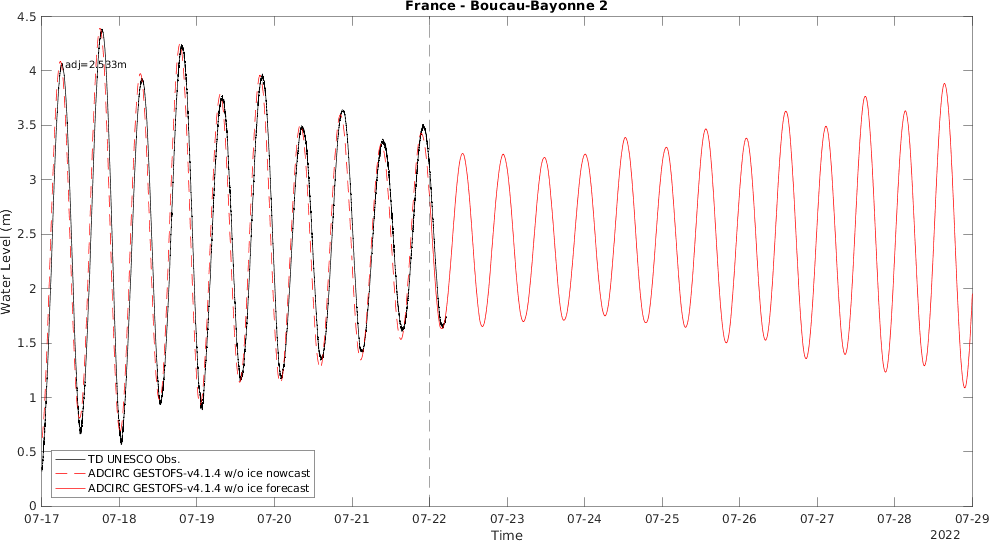 France - Boucau-Bayonne 2
4.5
4
3.5
3
2.5
2
1.5
1
0.5
0
Water Level (m)
adj=2.533m
TD UNESCO Obs.
ADCIRC GESTOFS-v4.1.4 w/o ice nowcast
ADCIRC GESTOFS-v4.1.4 w/o ice forecast
07-17 07-18 07-19 07-20 07-21 07-22 07-23 07-24 07-25 07-26 07-27 07-28 07-29
Time
2022